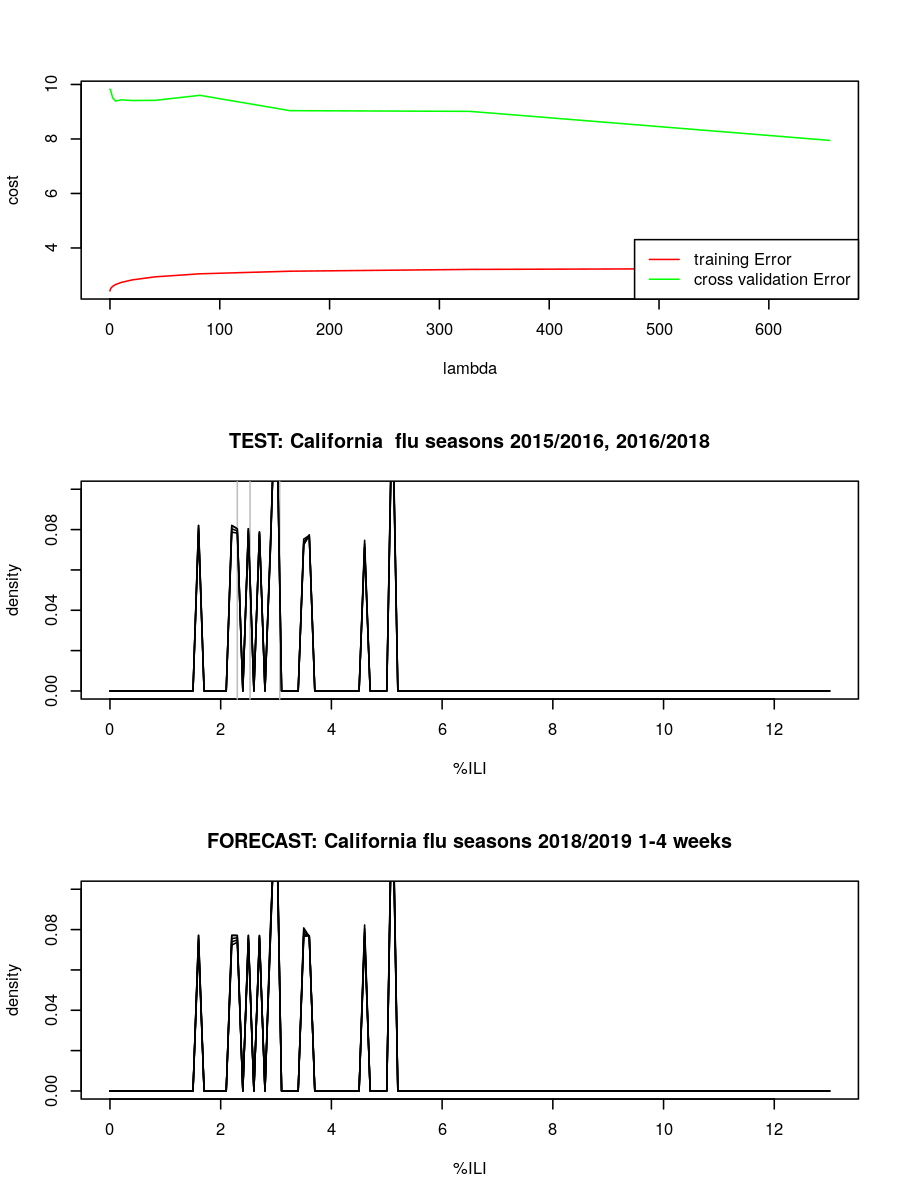 10
8
6
4
cost
training Error
cross validation Error
0 100 200 300 400 500 600
lambda
TEST: California  flu seasons 2015/2016, 2016/2018
0.08
0.04
0.00
density
0 2 4 6 8 10 12
%ILI
FORECAST: California flu seasons 2018/2019 1-4 weeks
0.08
0.04
0.00
density
0 2 4 6 8 10 12
%ILI